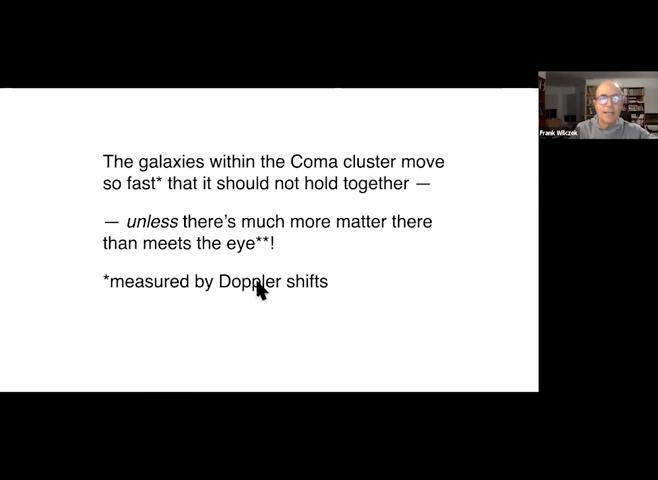 The galaxies within the Coma cluster move
so fast* that it should not hold together —
— unless there's much more matter there
than meets the eye**!
*measured by Doppler shifts
Frank Wilczek